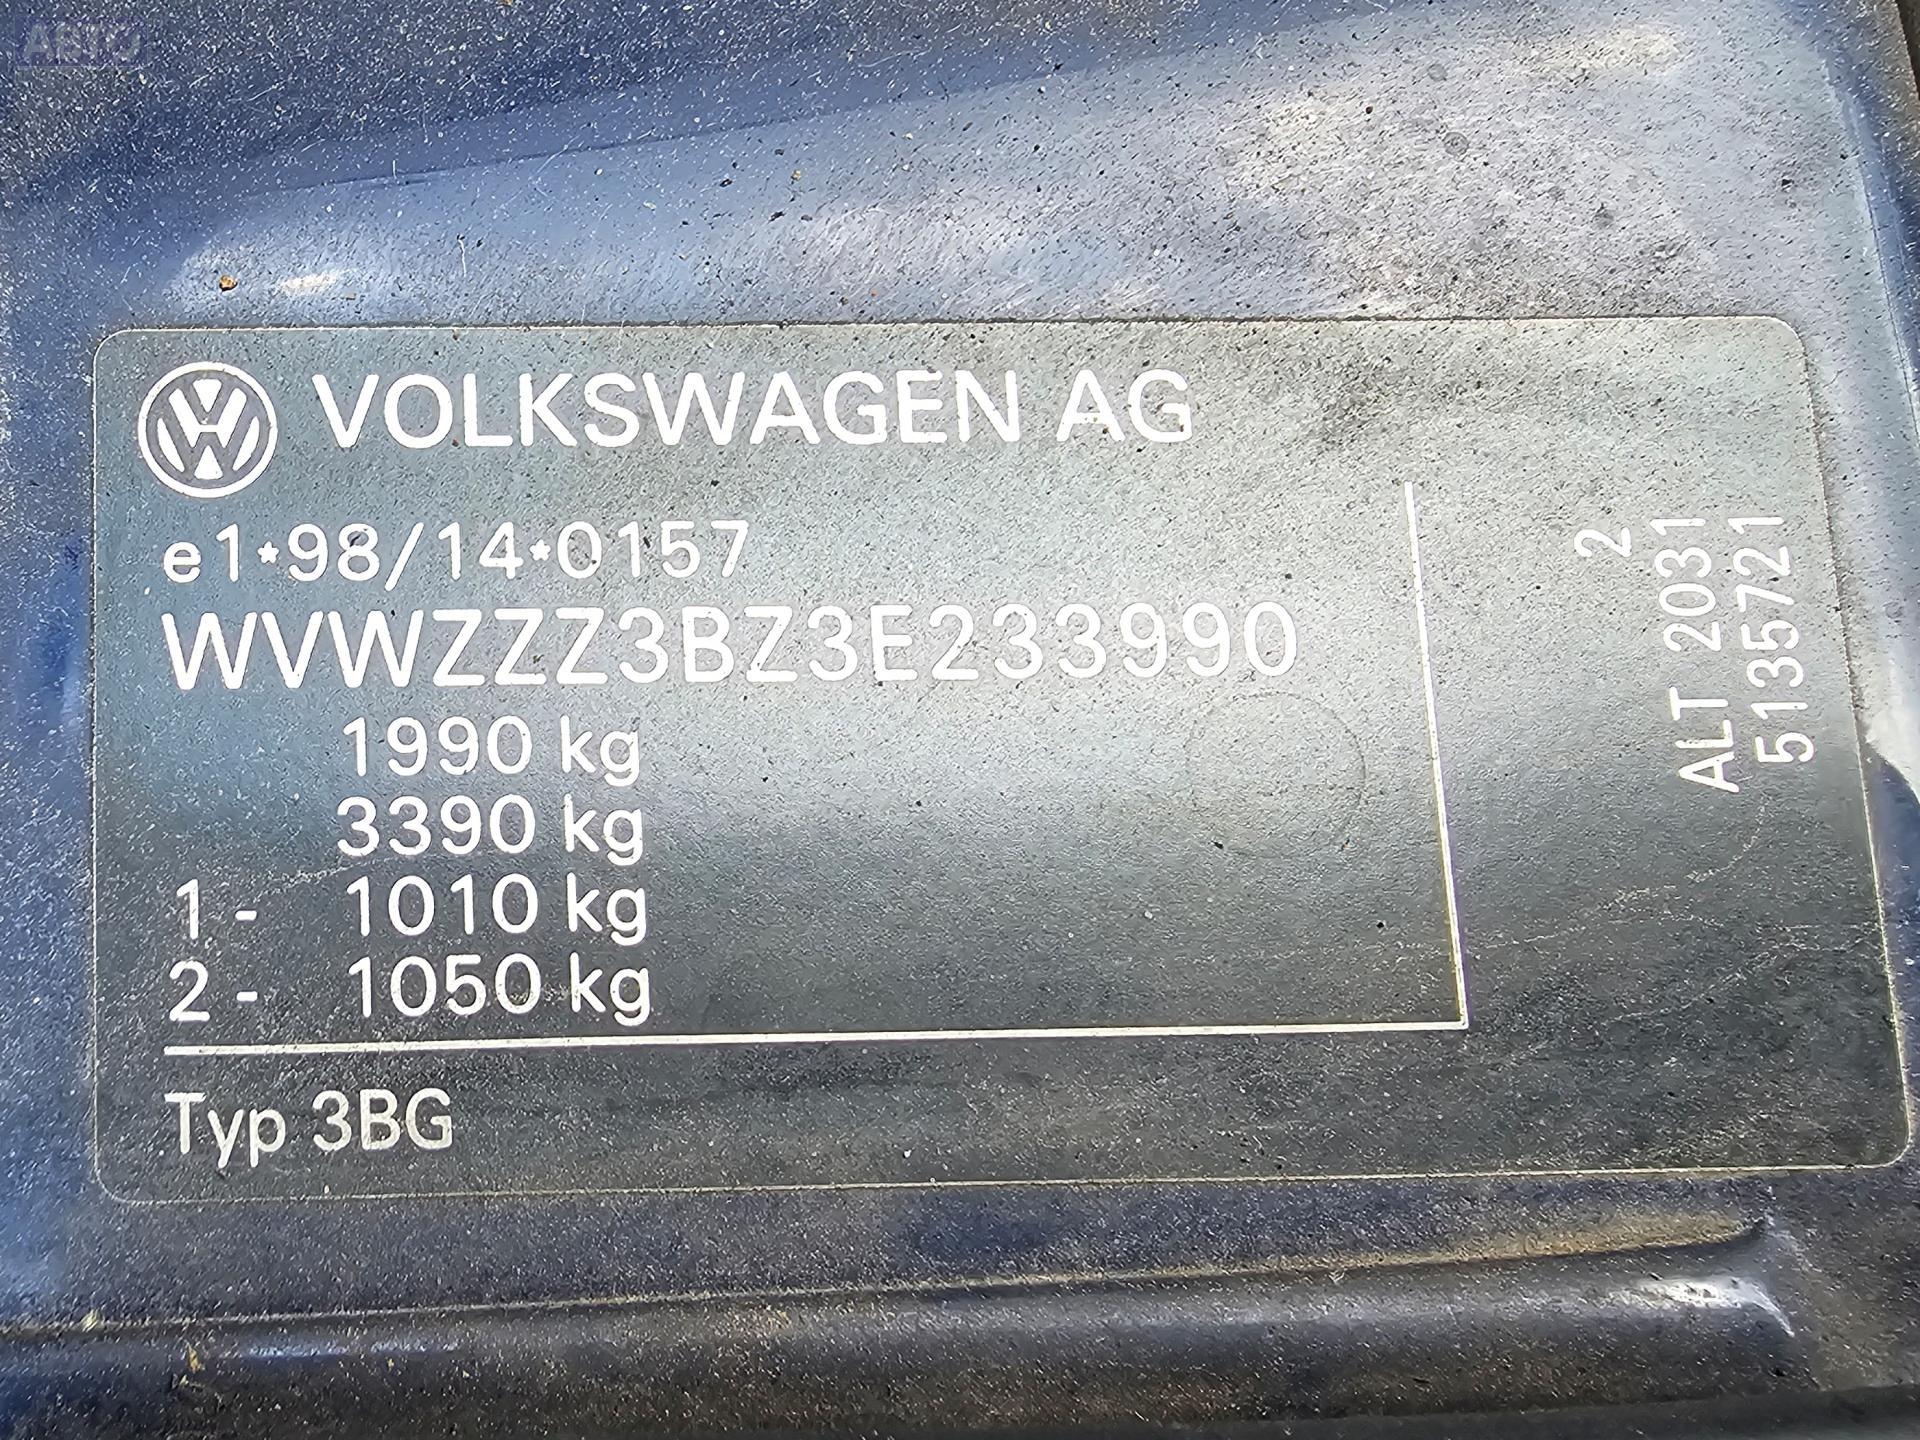 АВТО
VOLKSWAGEN AG
e1*98/14*0157
WVWZZZ3BZ3E233990
1990 kg
3390 kg
1 - 1010 kg
2 - 1050 kg
Typ 3BG
2
ALT 2031
5135721